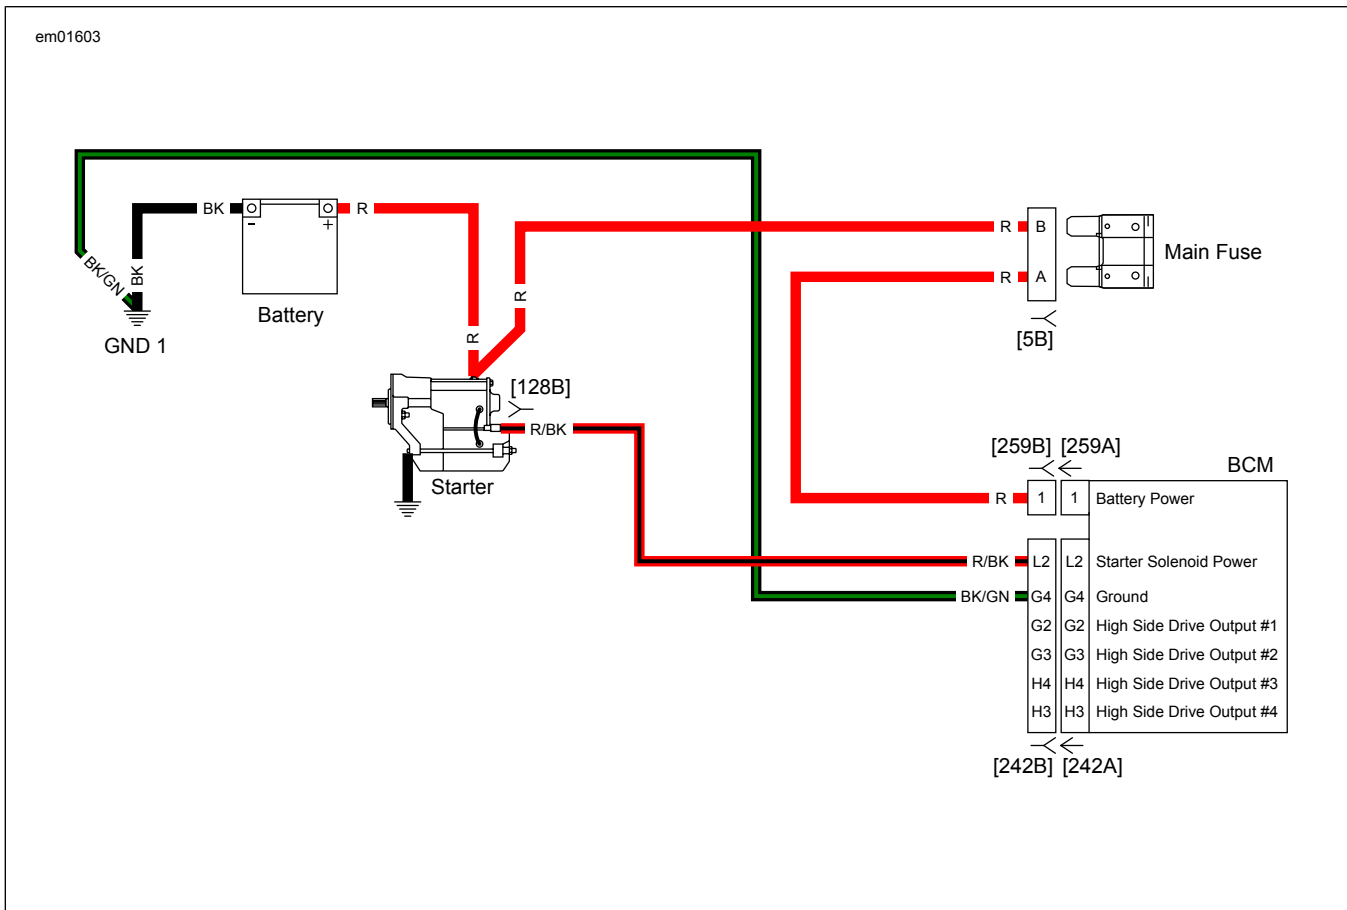 em01603
BK
R
R
B
BK/GN
BK
-
+
R
A
Main Fuse
R
Battery
GND 1
R
[5B]
[128B]
R/BK
Starter
[259B] [259A]
BCM
R
1
1
Battery Power
R/BK
L2
L2
Starter Solenoid Power
BK/GN
G4
G4
Ground
G2
G2
High Side Drive Output #1
G3
G3
High Side Drive Output #2
H4
H4
High Side Drive Output #3
H3
H3
High Side Drive Output #4
[242B] [242A]